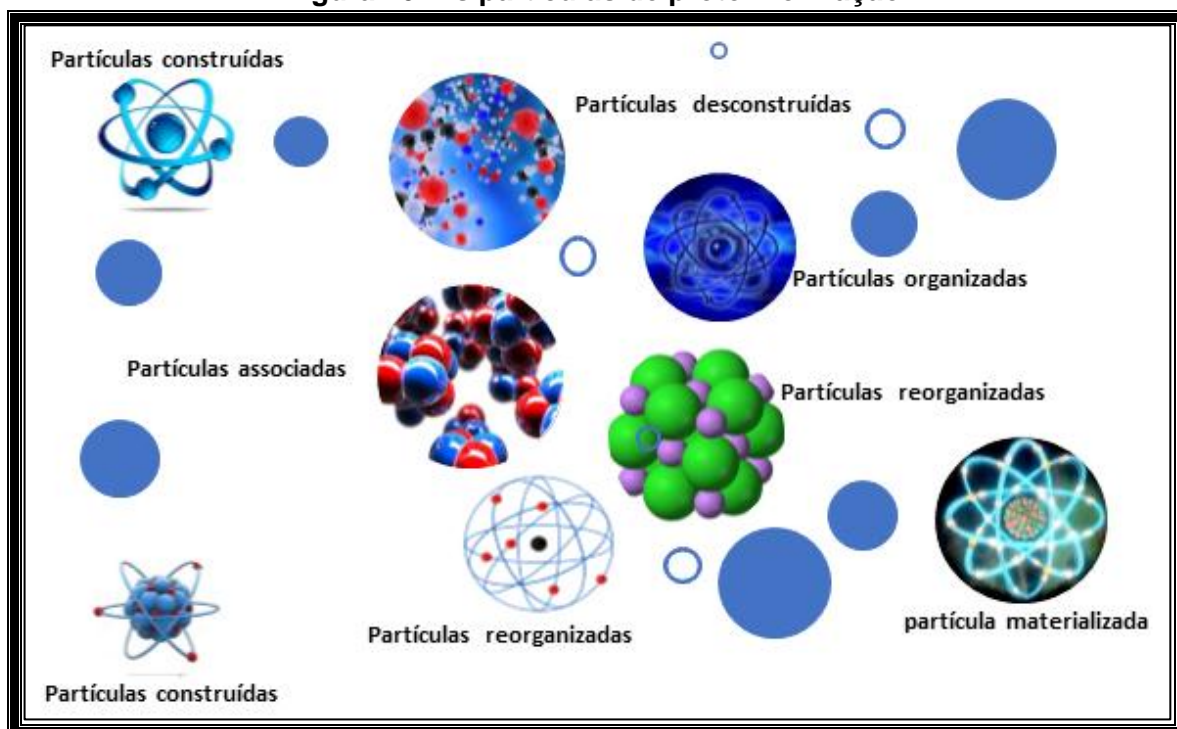 Partículas construídas
Partículas desconstruídas
Partículas organizadas
Partículas associadas
Partículas reorganizadas
Partículas reorganizadas
partícula materializada
Partículas construídas